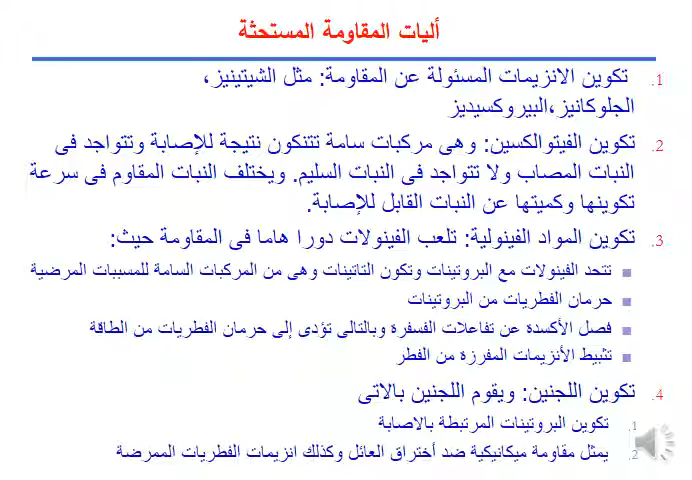 أليات المقاومة المستحثة
1. تكوين الانزيمات المسئولة عن المقاومة: مثل الشيتينيز،
الجلوكانيز،البيروكسيديز
2. تكوين الفيتوالكسين: وهى مركبات سامة تتنكون نتيجة للإصابة وتتواجد فى
النبات المصاب ولا تتواجد فى النبات السليم. ويختلف النبات المقاوم فى سرعة
تكوينها وكميتها عن النبات القابل للإصابة.
3. تكوين المواد الفينولية: تلعب الفينولات دورا هاما فى المقاومة حيث:
▪ تتحد الفينولات مع البروتينات وتكون التاتينات وهى من المركبات السامة للمسببات المرضية
▪ حرمان الفطريات من البروتينات
▪ فصل الأكسدة عن تفاعلات الفسفرة وبالتالى تؤدى إلى حرمان الفطريات من الطاقة
▪ تثبيط الأنزيمات المفرزة من الفطر
4. تكوين اللجنين: ويقوم اللجنين بالاتى
1. تكوين البروتينات المرتبطة بالاصابة
2. يمثل مقاومة ميكانيكية ضد أختراق العائل وكذلك انزيمات الفطريات الممرضة